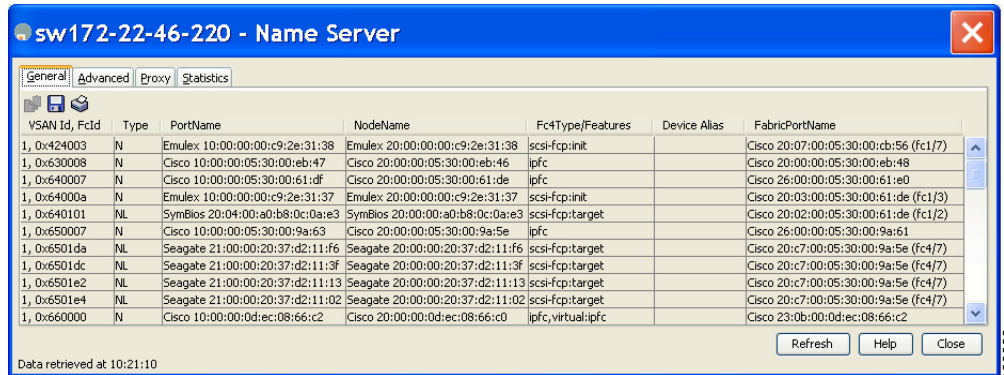 sw172-22-46-220 - Name Server
General Advanced Proxy Statistics
VSAN Id, FcId Type PortName NodeName Fc4Type/Features Device Alias FabricPortName
1, 0x424003 N Emulex 10:00:00:00:c9:2e:31:38 Emulex 20:00:00:00:c9:2e:31:38 scsi-fcp:init Cisco 20:07:00:05:30:00:cb:56 (fc1/7)
1, 0x630008 N Cisco 10:00:00:05:30:00:eb:47 Cisco 20:00:00:05:30:00:eb:46 ipfc Cisco 20:00:00:05:30:00:eb:48
1, 0x640007 N Cisco 10:00:00:05:30:00:61:df Cisco 20:00:00:05:30:00:61:de ipfc Cisco 26:00:00:05:30:00:61:e0
1, 0x64000a N Emulex 10:00:00:00:c9:2e:31:37 Emulex 20:00:00:00:c9:2e:31:37 scsi-fcp:init Cisco 20:03:00:05:30:00:61:de (fc1/3)
1, 0x640101 NL SymBios 20:04:00:a0:b8:0c:0a:e3 SymBios 20:00:00:a0:b8:0c:0a:e3 scsi-fcp:target Cisco 20:02:00:05:30:00:61:de (fc1/2)
1, 0x650007 N Cisco 10:00:00:05:30:00:9a:63 Cisco 20:00:00:05:30:00:9a:5e ipfc Cisco 26:00:00:05:30:00:9a:61
1, 0x6501da NL Seagate 21:00:00:20:37:d2:11:f6 Seagate 20:00:00:20:37:d2:11:f6 scsi-fcp:target Cisco 20:c7:00:05:30:00:9a:5e (fc4/7)
1, 0x6501dc NL Seagate 21:00:00:20:37:d2:11:3f Seagate 20:00:00:20:37:d2:11:3f scsi-fcp:target Cisco 20:c7:00:05:30:00:9a:5e (fc4/7)
1, 0x6501e2 NL Seagate 21:00:00:20:37:d2:11:13 Seagate 20:00:00:20:37:d2:11:13 scsi-fcp:target Cisco 20:c7:00:05:30:00:9a:5e (fc4/7)
1, 0x6501e4 NL Seagate 21:00:00:20:37:d2:11:02 Seagate 20:00:00:20:37:d2:11:02 scsi-fcp:target Cisco 20:c7:00:05:30:00:9a:5e (fc4/7)
1, 0x660000 N Cisco 10:00:00:0d:ec:08:66:c2 Cisco 20:00:00:0d:ec:08:66:c0 ipfc,virtual:ipfc Cisco 23:0b:00:0d:ec:08:66:c2
Refresh Help Close
Data retrieved at 10:21:10